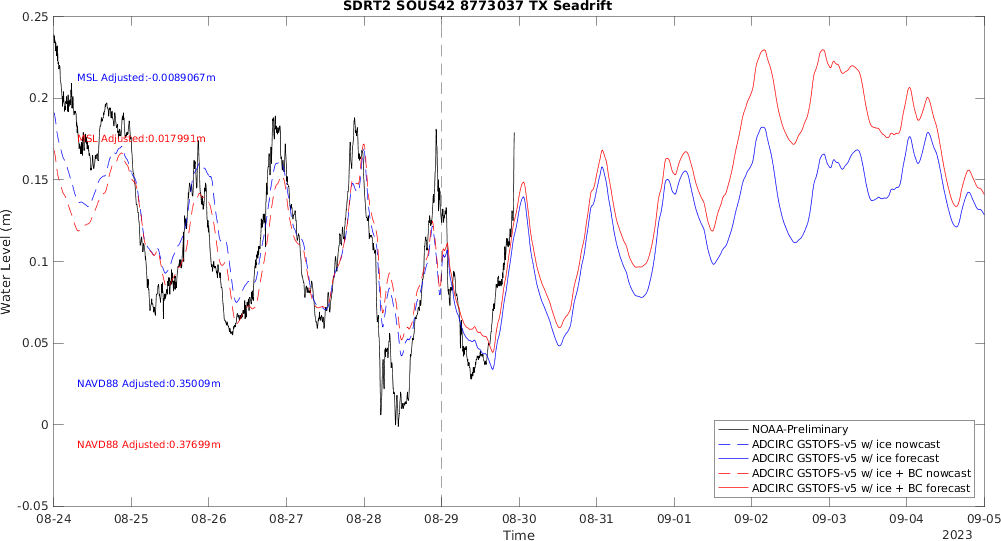 SDRT2 SOUS42 8773037 TX Seadrift
0.25
0.2
0.15
0.1
0.05
0
-0.05
Water Level (m)
MSL Adjusted:-0.0089067m
MSL Adjusted:0.017991m
NAVD88 Adjusted:0.35009m
NAVD88 Adjusted:0.37699m
NOAA-Preliminary
ADCIRC GSTOFS-v5 w/ ice nowcast
ADCIRC GSTOFS-v5 w/ ice forecast
ADCIRC GSTOFS-v5 w/ ice + BC nowcast
ADCIRC GSTOFS-v5 w/ ice + BC forecast
08-24 08-25 08-26 08-27 08-28 08-29 08-30 08-31 09-01 09-02 09-03 09-04 09-05
Time
2023